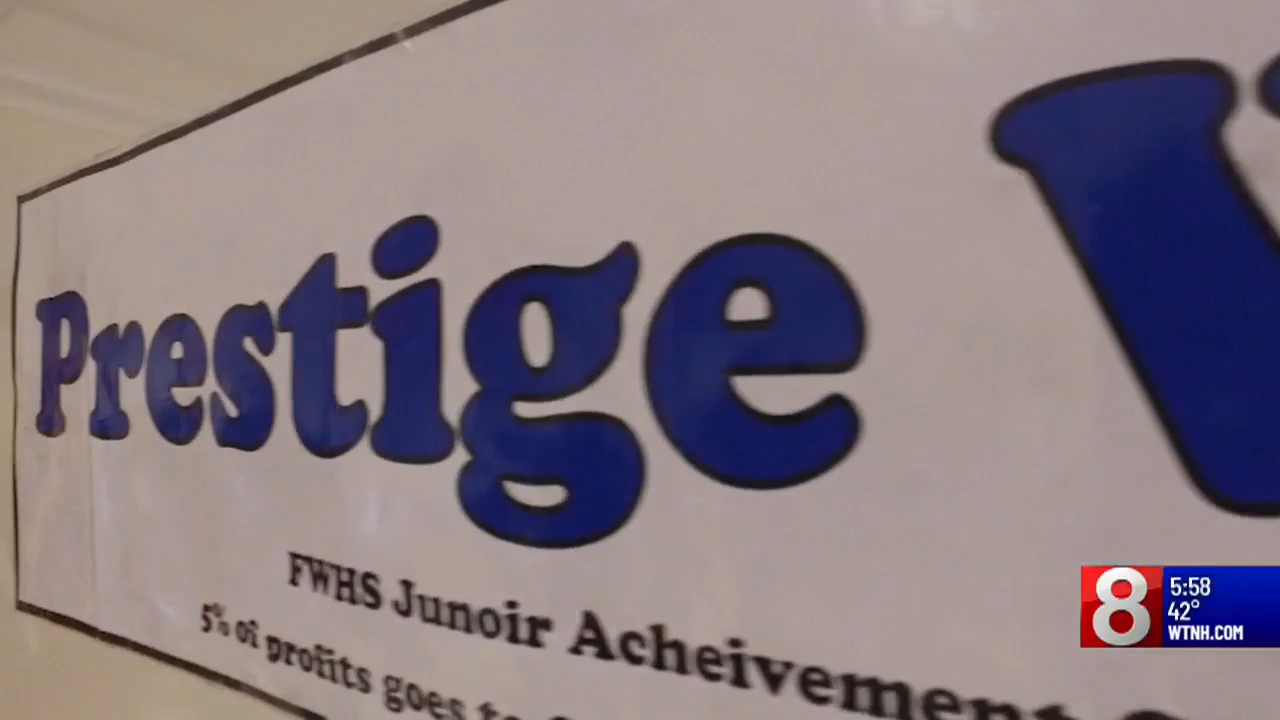 Prestige
FWHS Junoir Acheivement
5% of profits goes to
8
5:58
42°
WTNH.COM